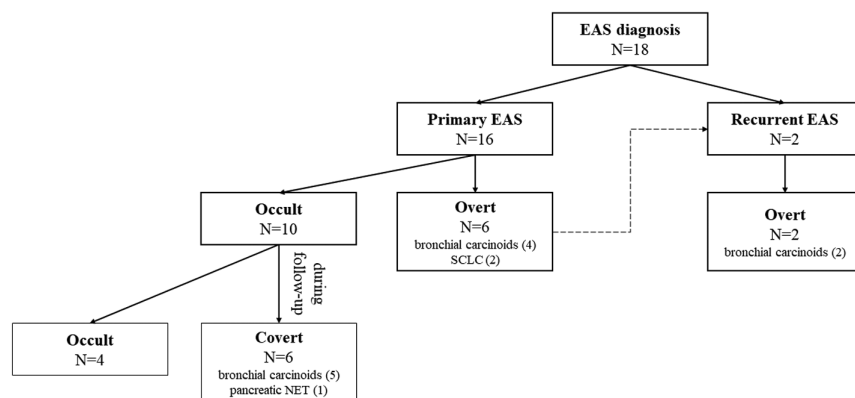 EAS diagnosis
N=18
Primary EAS
N=16
Recurrent EAS
N=2
Occult
N=10
Overt
N=6
bronchial carcinoids (4)
SCLC (2)
Overt
N=2
bronchial carcinoids (2)
during
follow-up
Occult
N=4
Covert
N=6
bronchial carcinoids (5)
pancreatic NET (1)